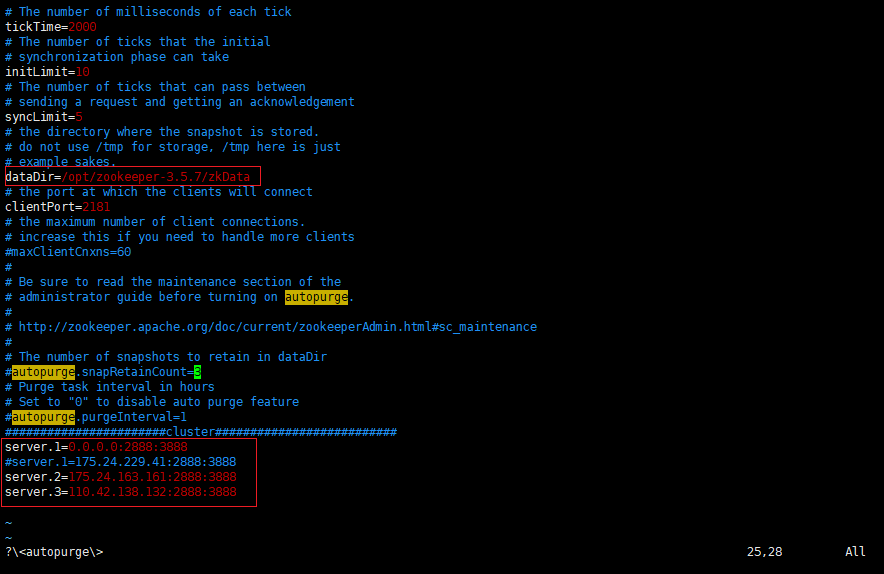 # The number of milliseconds of each tick
tickTime=2000
# The number of ticks that the initial
# synchronization phase can take
initLimit=10
# The number of ticks that can pass between
# sending a request and getting an acknowledgement
syncLimit=5
# the directory where the snapshot is stored.
# do not use /tmp for storage, /tmp here is just
# example sakes.
dataDir=/opt/zookeeper-3.5.7/zkData
# the port at which the clients will connect
clientPort=2181
# the maximum number of client connections.
# increase this if you need to handle more clients
#maxClientCnxns=60
#
# Be sure to read the maintenance section of the
# administrator guide before turning on autopurge.
#
# http://zookeeper.apache.org/doc/current/zookeeperAdmin.html#sc_maintenance
#
# The number of snapshots to retain in dataDir
#autopurge.snapRetainCount=3
# Purge task interval in hours
# Set to "0" to disable auto purge feature
#autopurge.purgeInterval=1
#######################cluster##########################
server.1=0.0.0.0:2888:3888
#server.1=175.24.229.41:2888:3888
server.2=175.24.163.161:2888:3888
server.3=110.42.138.132:2888:3888
~
~
?\<autopurge\> 25,28 All